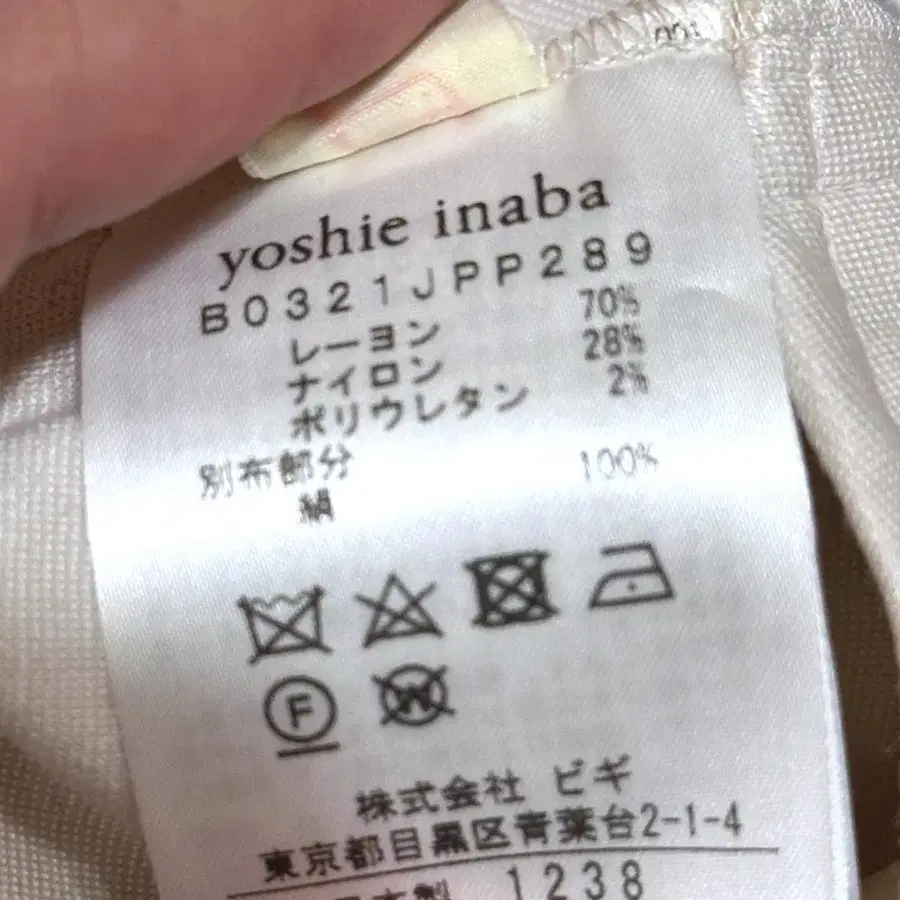 yoshie inaba
B0321JPP289
レーヨン 70%
ナイロン 28%
ポリウレタン 2%
別布部分
絹 100%
F
W
株式会社 ビギ
東京都目黒区青葉台2-1-4
1238